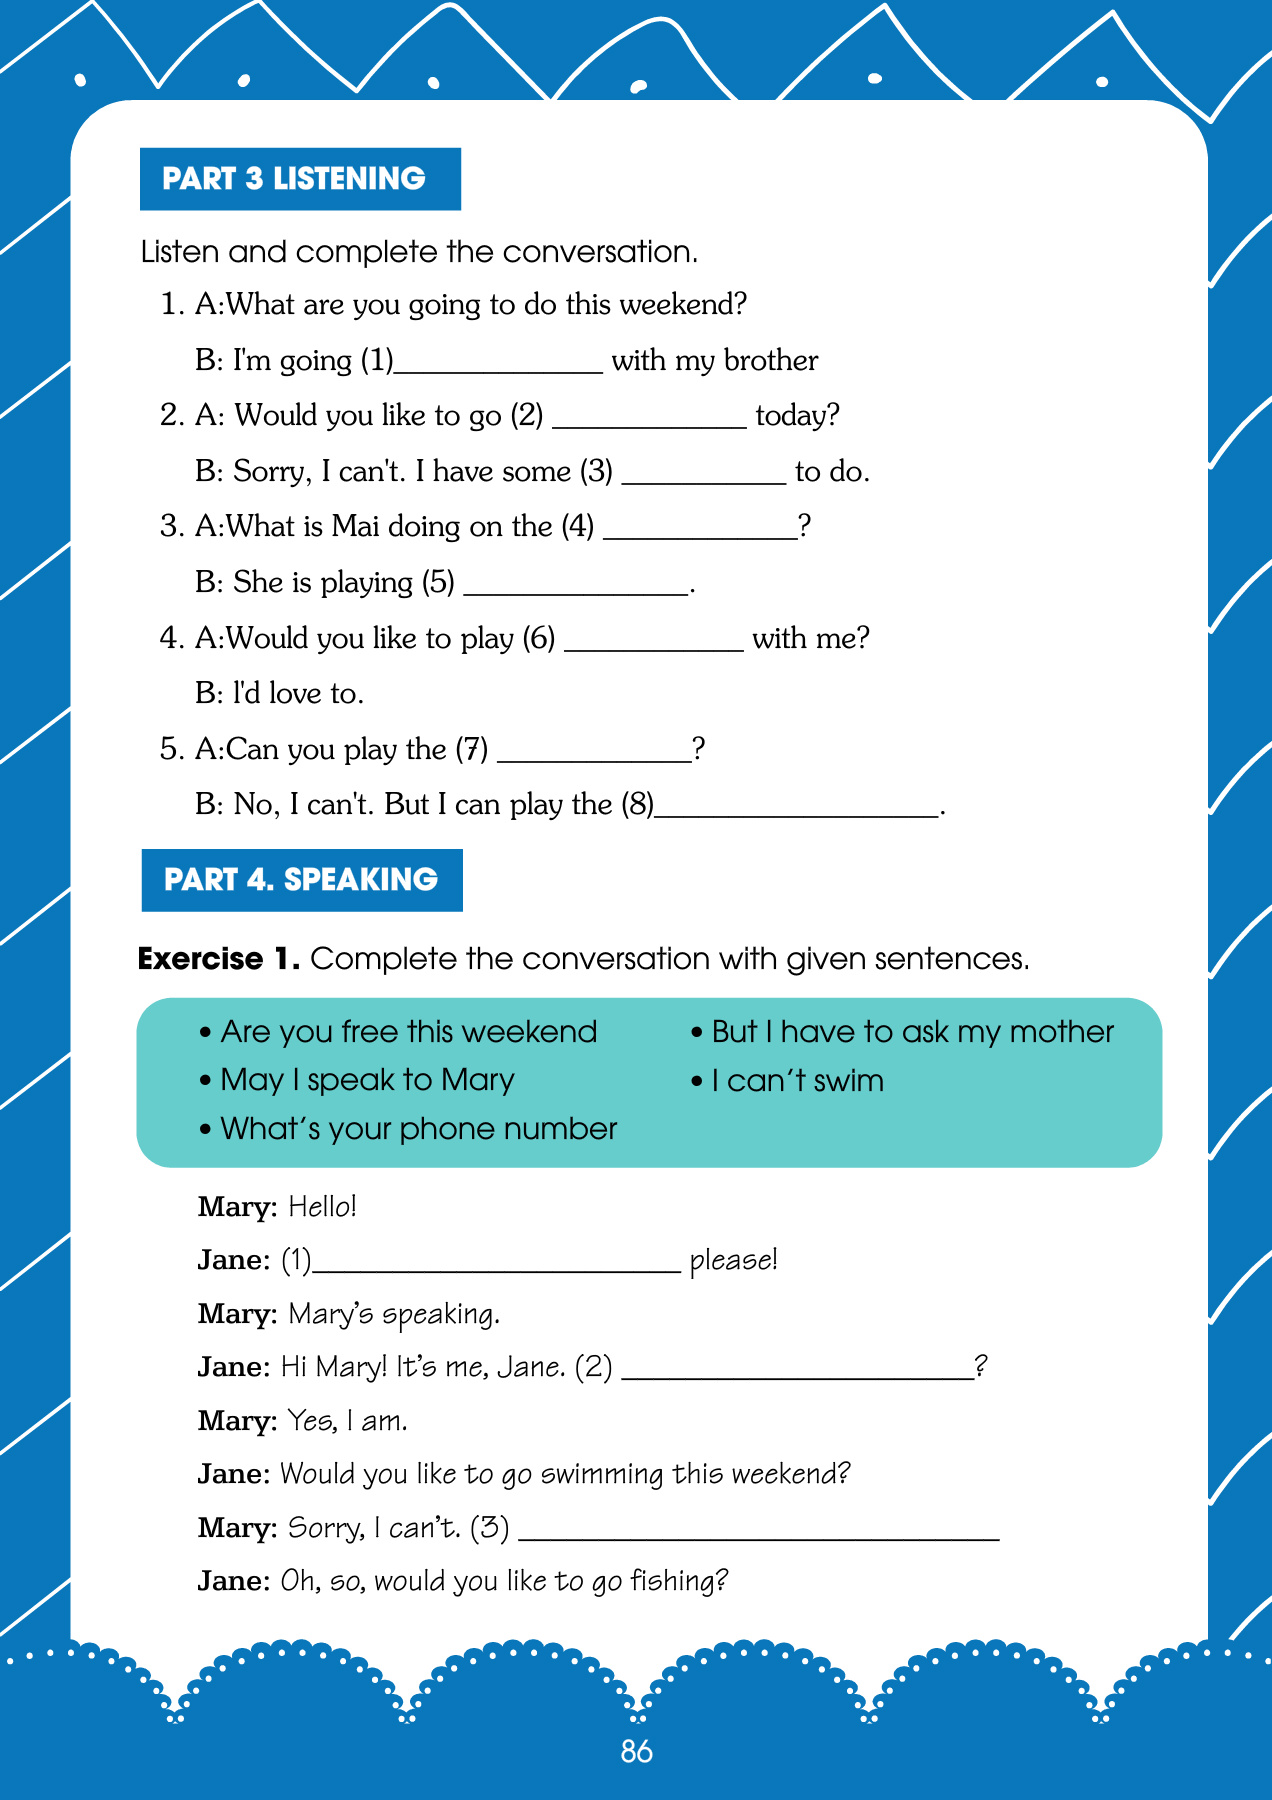 PART 3 LISTENING
Listen and complete the conversation.
1. A:What are you going to do this weekend?
B: I'm going (1)______________ with my brother
2. A: Would you like to go (2) _____________ today?
B: Sorry, I can't. I have some (3) ___________ to do.
3. A:What is Mai doing on the (4) _____________?
B: She is playing (5) _______________.
4. A:Would you like to play (6) ____________ with me?
B: l'd love to.
5. A:Can you play the (7) _____________?
B: No, I can't. But I can play the (8)___________________.
PART 4. SPEAKING
Exercise 1. Complete the conversation with given sentences.
• Are you free this weekend
• May I speak to Mary
• What's your phone number
• But I have to ask my mother
• I can't swim
Mary: Hello!
Jane: (1)_______________________ please!
Mary: Mary's speaking.
Jane: Hi Mary! It's me, Jane. (2) ______________________?
Mary: Yes, I am.
Jane: Would you like to go swimming this weekend?
Mary: Sorry, I can't. (3) ______________________________
Jane: Oh, so, would you like to go fishing?
86